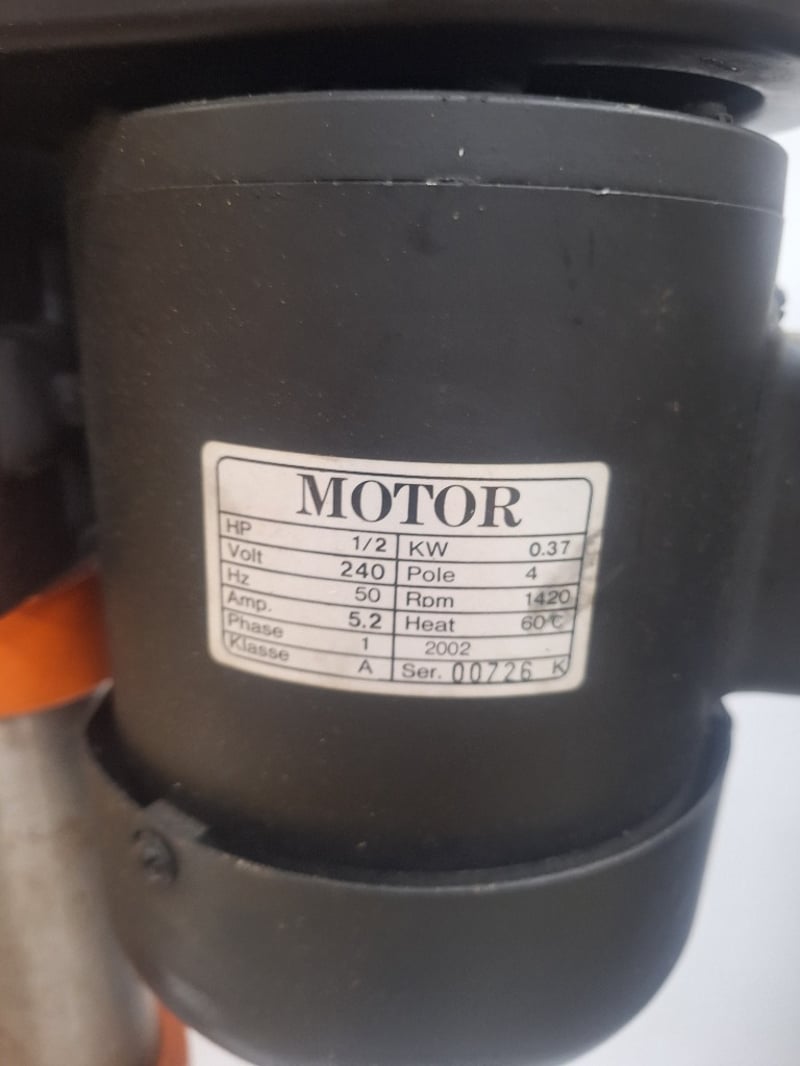 MOTOR
HP 1/2 KW 0.37
Volt 240 Pole 4
Hz 50 Rpm 1420
Amp. 5.2 Heat 60℃
Phase 1 2002
Klasse A Ser. 00726 K